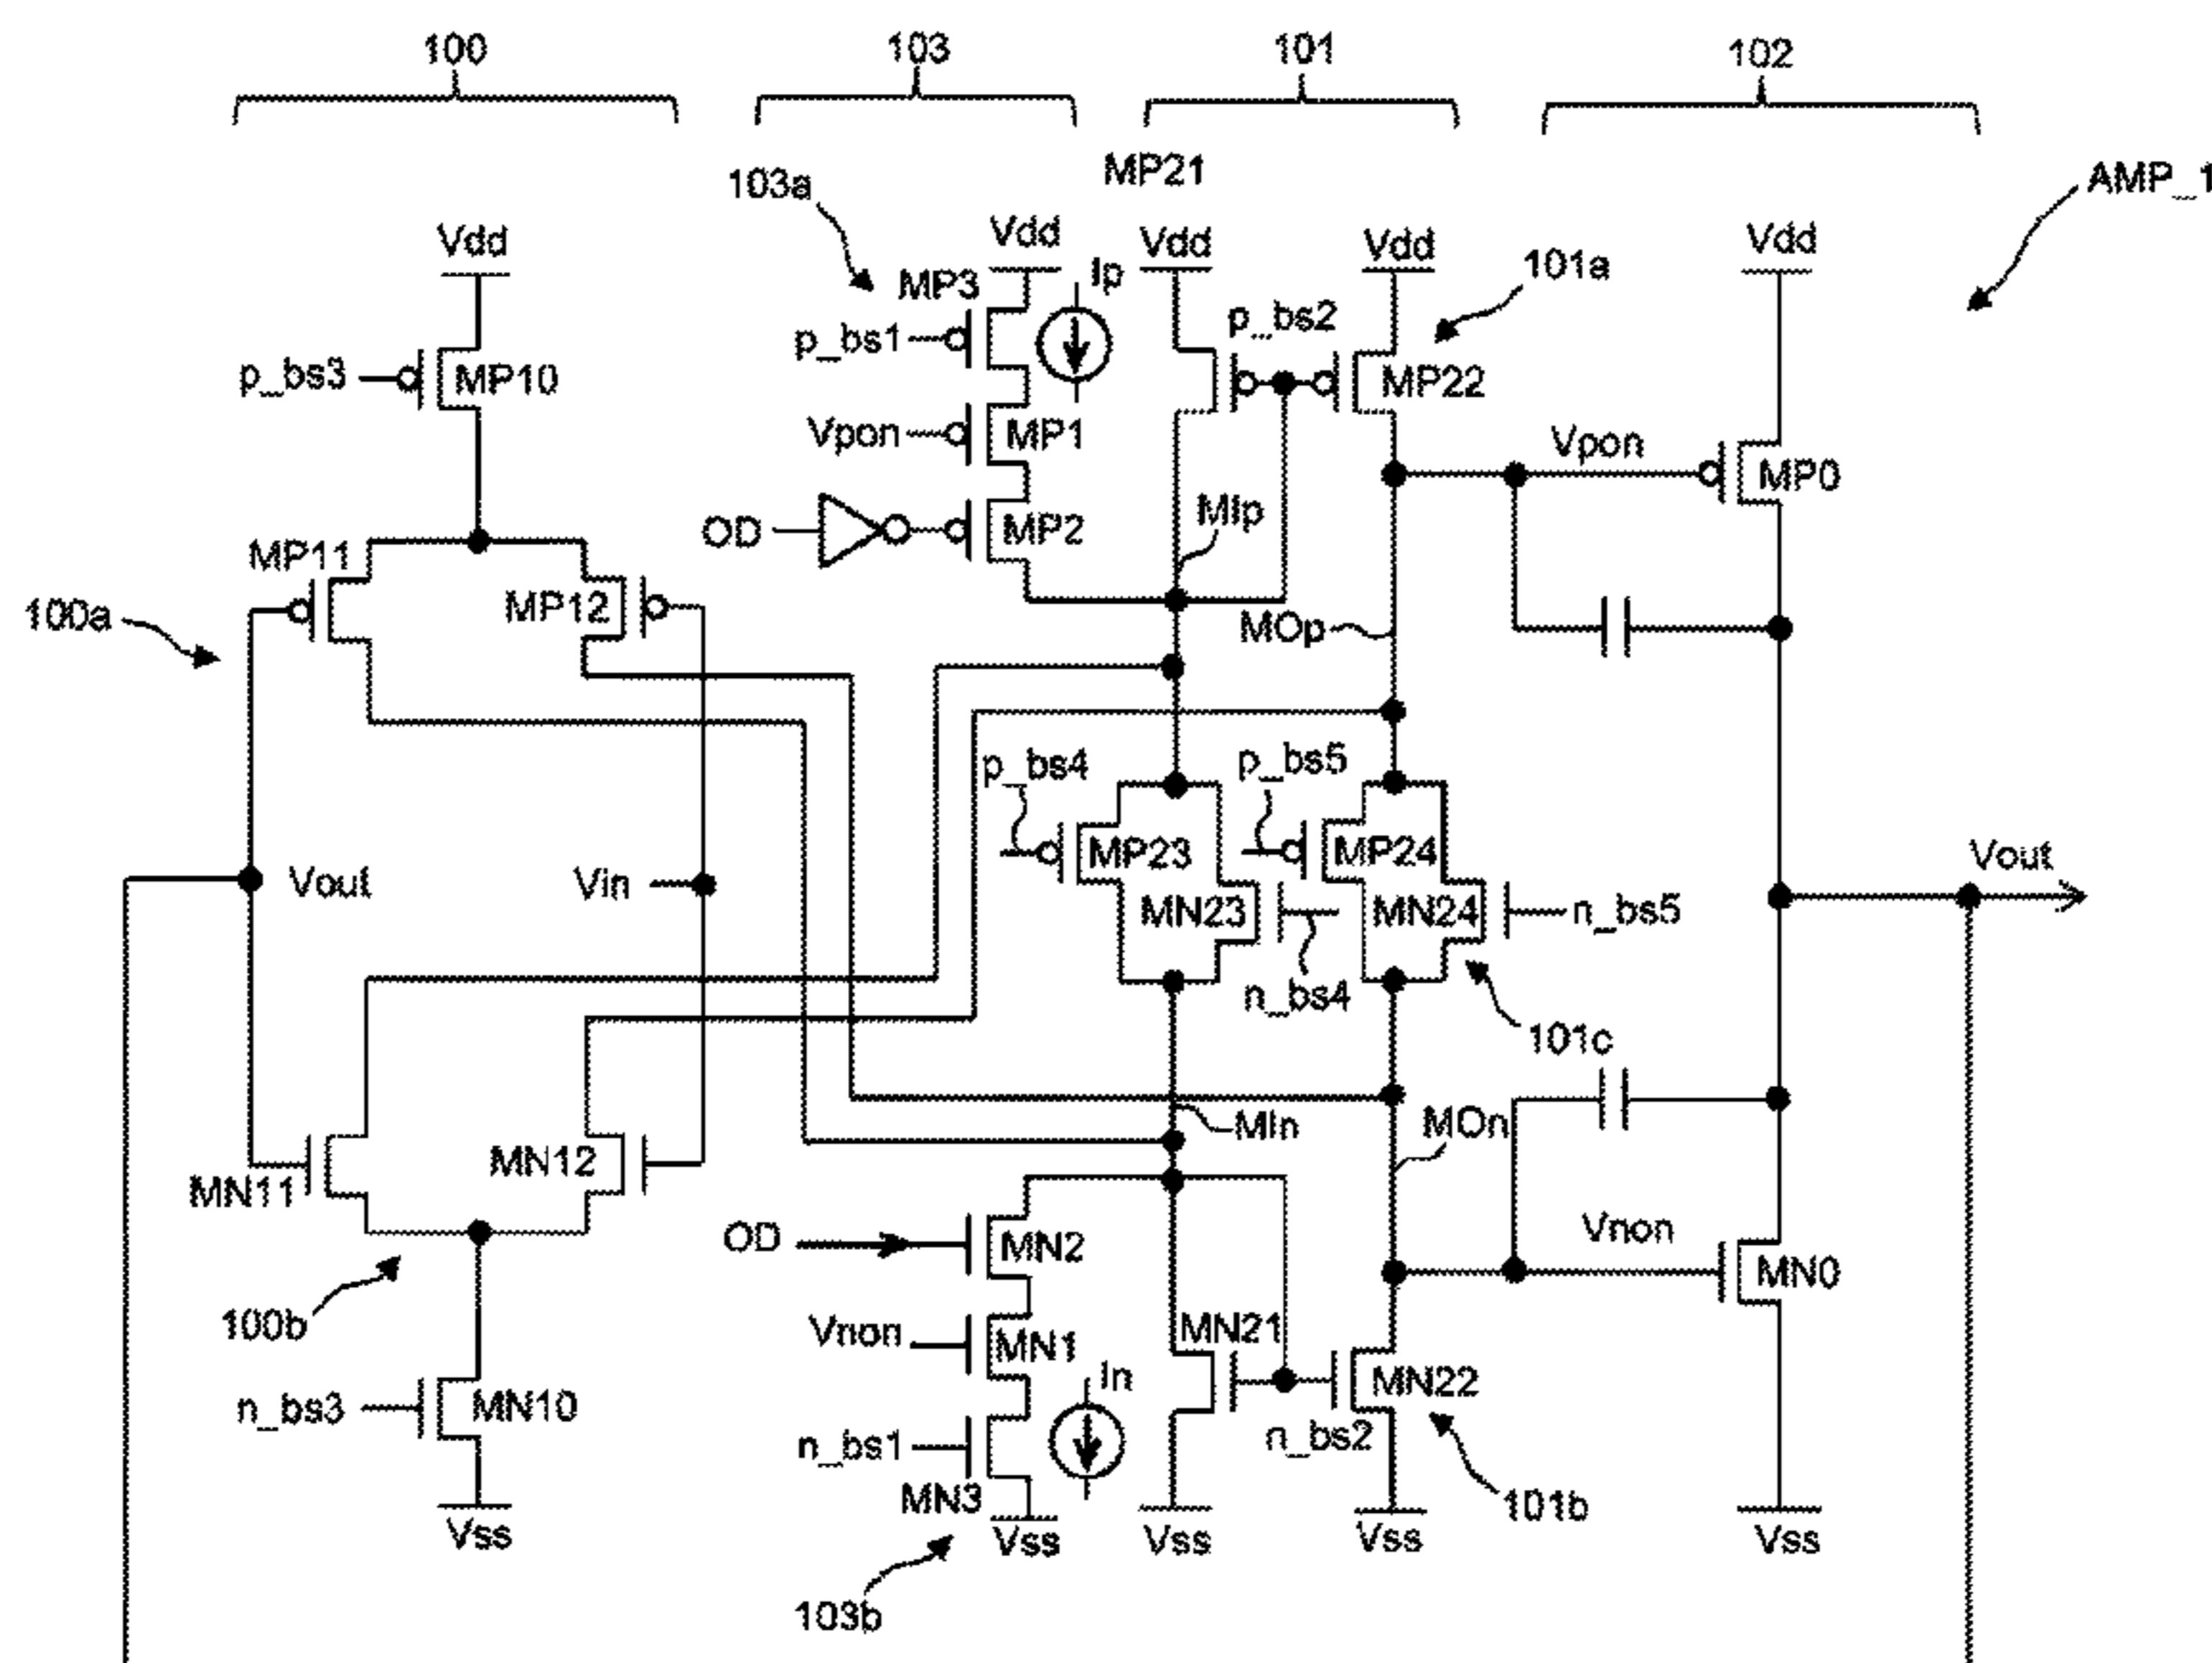 100
103
101
102
MP21
103a
AMP_1
Vdd
Vdd
Vdd
Vdd
Vdd
101a
MP3
Ip
p_bs2
p_bs1
p_bs3
MP10
MP22
Vpon
MP1
Vpon
MP0
OD
MP2
MIp
MP11
MP12
100a
MOp
p_bs4
p_bs5
MP23
MP24
Vout
Vout
Vin
MN23
MN24
n_bs5
n_bs4
101c
MIn
MOn
MN12
MN11
OD
MN2
Vnon
MN0
100b
Vnon
MN1
MN21
In
MN22
n_bs3
MN10
n_bs1
n_bs2
MN3
101b
Vss
Vss
Vss
Vss
Vss
103b